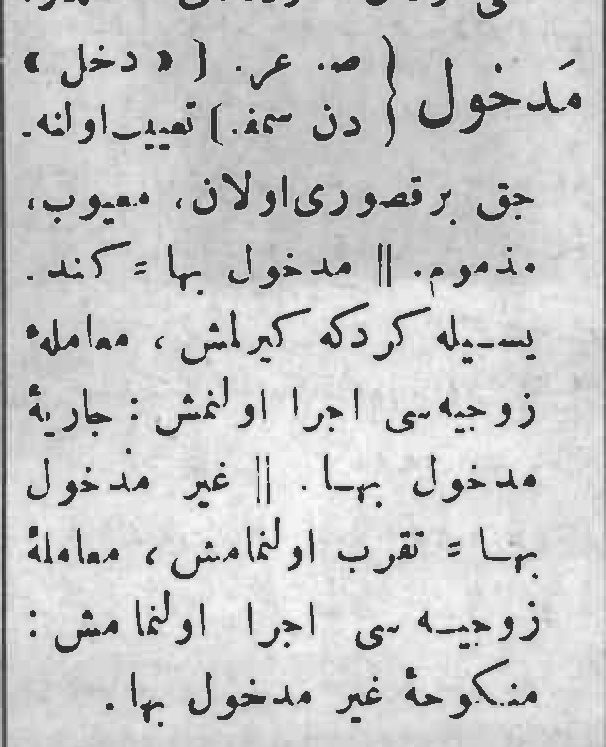 مَدخول { ص. عر. [ « دخل »
دن سمف. ] تعییب اولنه-
جق بر قصوری اولان، معیوب،
مذموم. || مدخول بها = کند-
یسیله کردکه کیرلمش، معاملهٔ
زوجیه‌سی اجرا اولنمش : جاریهٔ
مدخول بها. || غیر مدخول
بها = تقرب اولنمامش، معاملهٔ
زوجیه‌سی اجرا اولنمامش :
منکوحهٔ غیر مدخول بها.